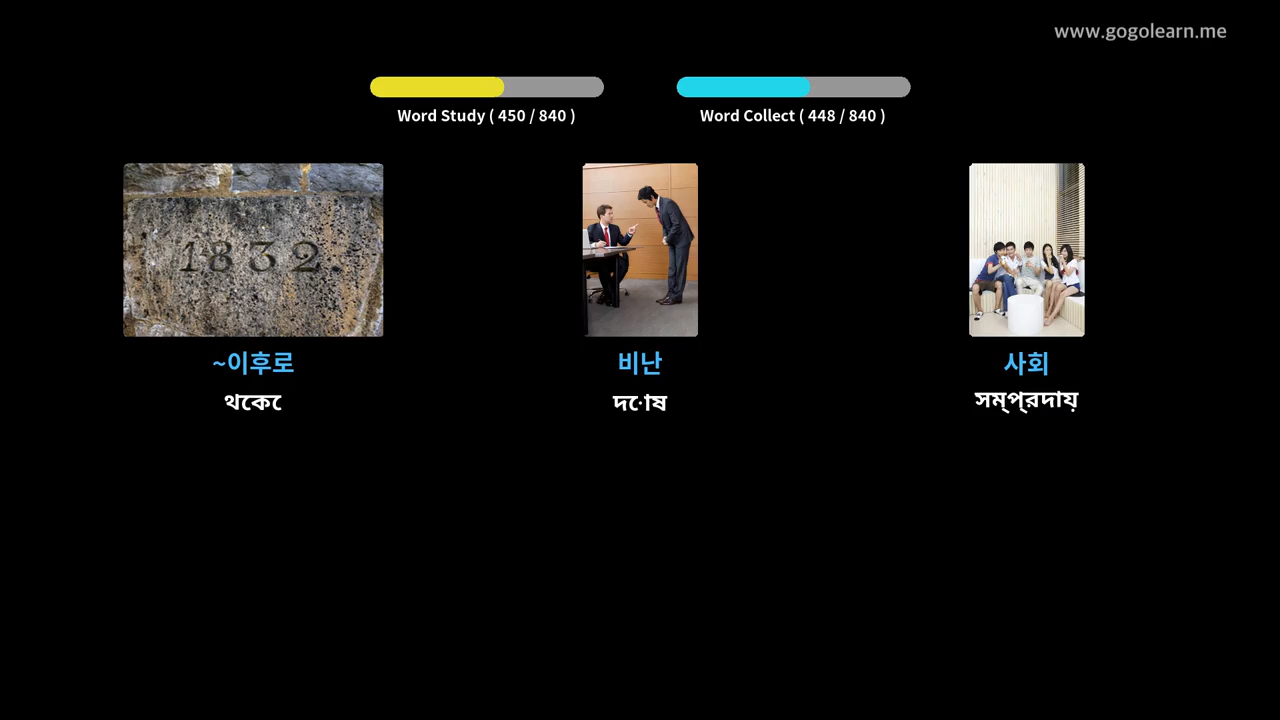 www.gogolearn.me
Word Study ( 450 / 840 )
Word Collect ( 448 / 840 )
1832.
~이후로
비난
사회
থেকে
দোষ
সম্প্রদায়